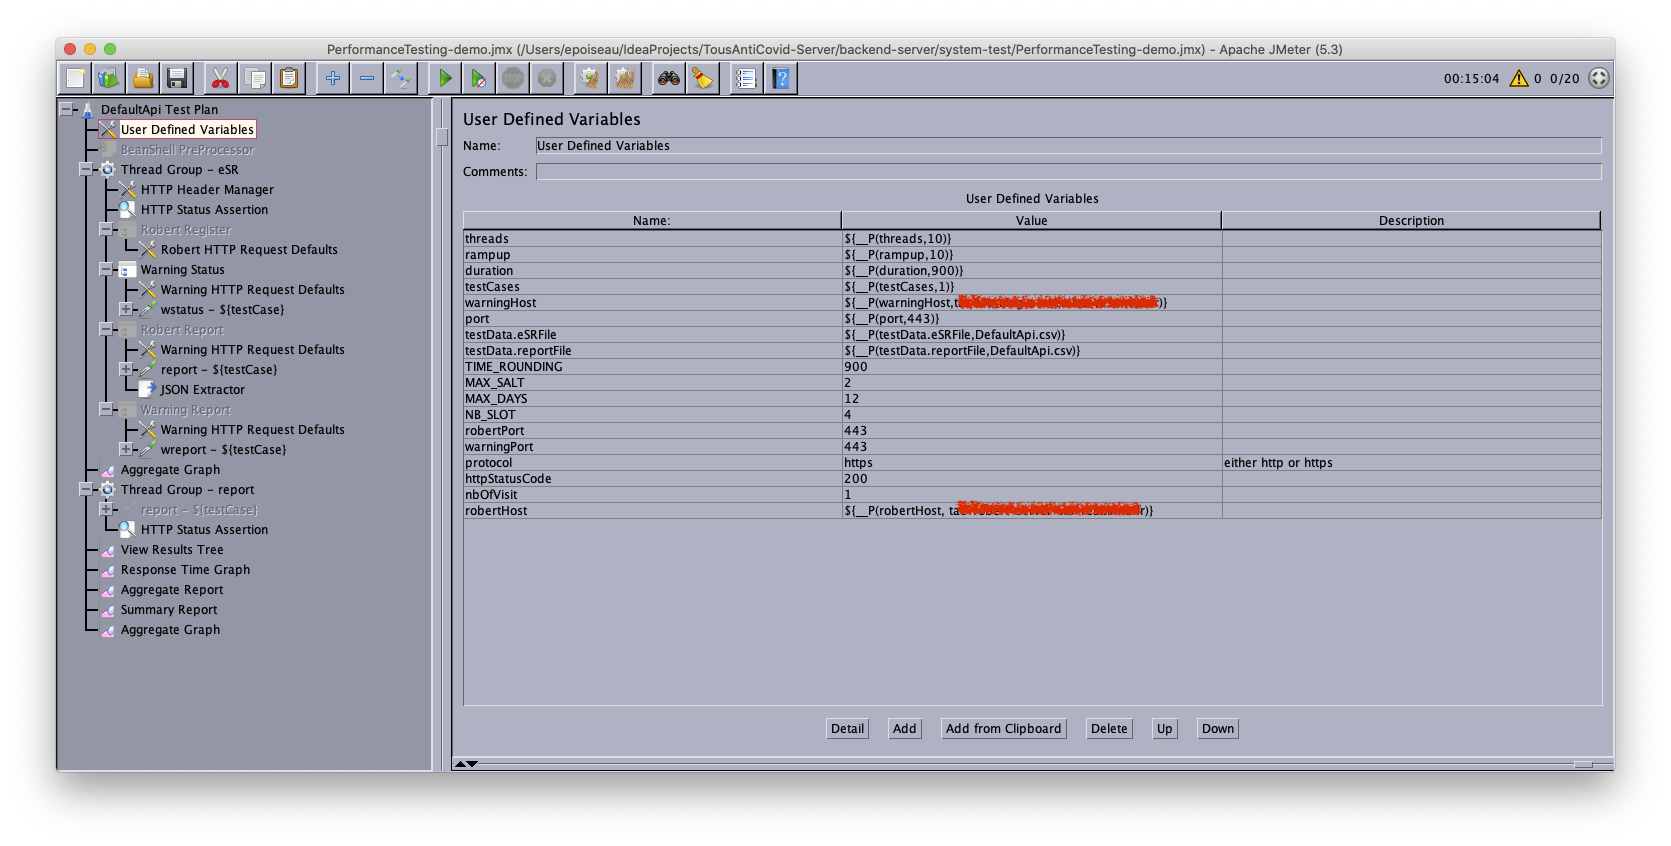 PerformanceTesting-demo.jmx (/Users/epoiseau/IdeaProjects/TousAntiCovid-Server/backend-server/system-test/PerformanceTesting-demo.jmx) - Apache JMeter (5.3)
STOP
00:15:04 0 0/20
DefaultApi Test Plan
User Defined Variables
BeanShell PreProcessor
Thread Group - eSR
HTTP Header Manager
HTTP Status Assertion
Robert Register
Robert HTTP Request Defaults
Warning Status
Warning HTTP Request Defaults
wstatus - ${testCase}
Robert Report
Warning HTTP Request Defaults
report - ${testCase}
JSON Extractor
Warning Report
Warning HTTP Request Defaults
wreport - ${testCase}
Aggregate Graph
Thread Group - report
report - ${testCase}
HTTP Status Assertion
View Results Tree
Response Time Graph
Aggregate Report
Summary Report
Aggregate Graph
User Defined Variables
Name: User Defined Variables
Comments:
User Defined Variables
Name: Value Description
threads ${__P(threads,10)}
rampup ${__P(rampup,10)}
duration ${__P(duration,900)}
testCases ${__P(testCases,1)}
warningHost ${__P(warningHost,t )}
port ${__P(port,443)}
testData.eSRFile ${__P(testData.eSRFile,DefaultApi.csv)}
testData.reportFile ${__P(testData.reportFile,DefaultApi.csv)}
TIME_ROUNDING 900
MAX_SALT 2
MAX_DAYS 12
NB_SLOT 4
robertPort 443
warningPort 443
protocol https either http or https
httpStatusCode 200
nbOfVisit 1
robertHost ${__P(robertHost, ta r)}
Detail Add Add from Clipboard Delete Up Down